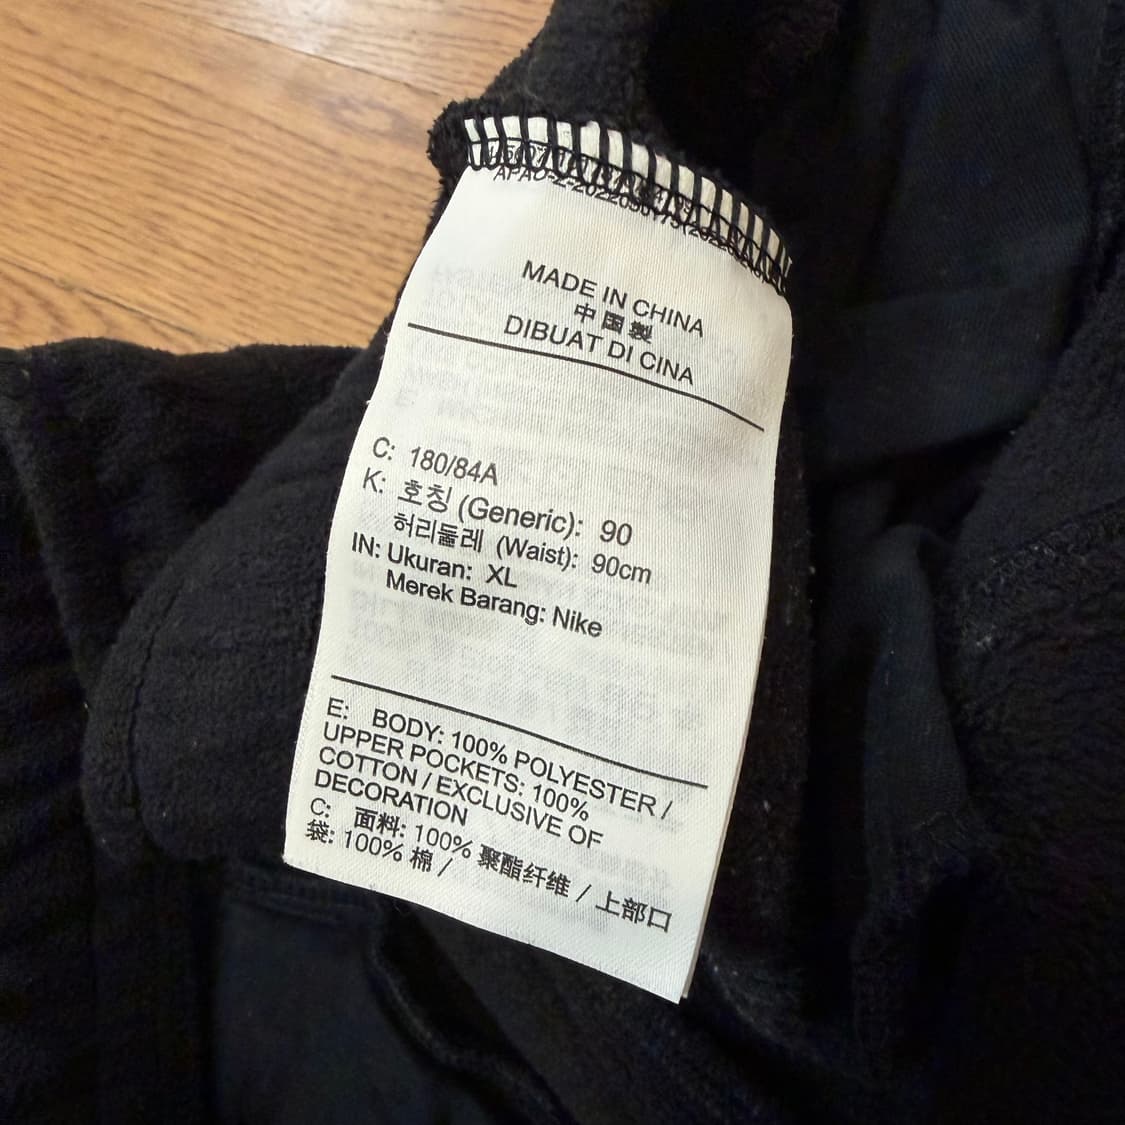 MADE IN CHINA
中国製
DIBUAT DI CINA
C: 180/84A
K: 호칭 (Generic): 90
허리둘레 (Waist): 90cm
IN: Ukuran: XL
Merek Barang: Nike
E: BODY: 100% POLYESTER /
UPPER POCKETS: 100%
COTTON / EXCLUSIVE OF
DECORATION
C: 面料: 100% 聚酯纤维 / 上部口
袋: 100% 棉 /